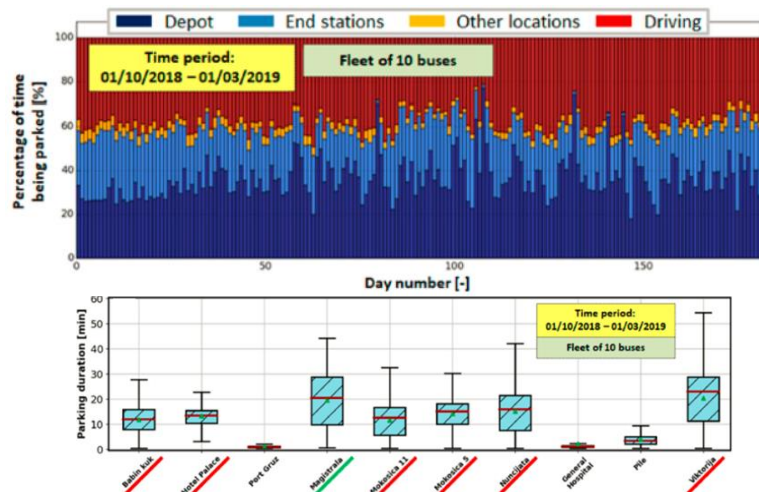 Depot End stations Other locations Driving
Percentage of time
being parked [%]
100
80
60
40
20
0
Time period:
01/10/2018 – 01/03/2019
Fleet of 10 buses
0 50 100 150
Day number [-]
Parking duration [min]
60
50
40
30
20
10
0
Time period:
01/10/2018 – 01/03/2019
Fleet of 10 buses
Babin kuk
Hotel Palace
Port Gruz
Magistrala
Mokosica 11
Mokosica 5
Nuncijata
General
Hospital
Pile
Viktorija